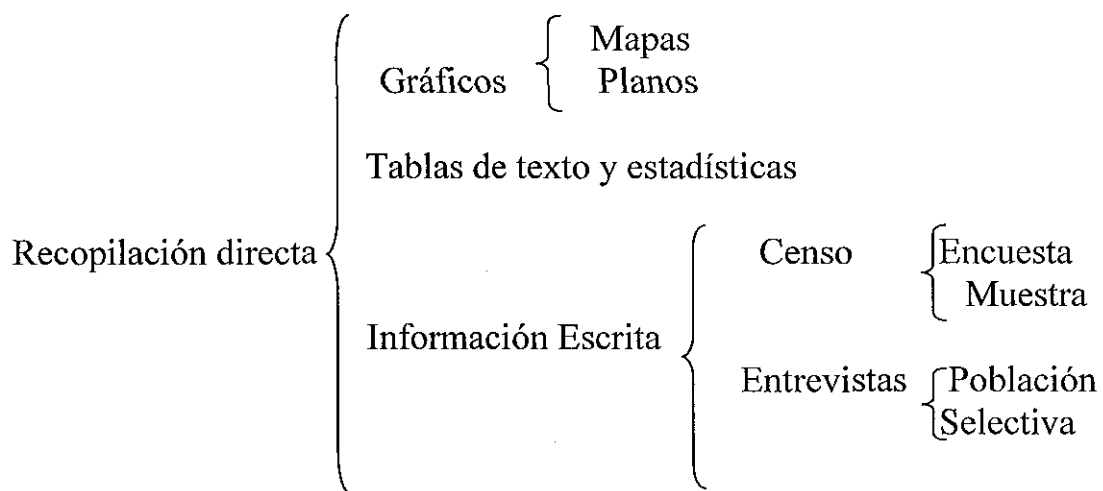 Mapas
Gráficos
Planos
Tablas de texto y estadísticas
Recopilación directa
Censo
Encuesta
Muestra
Información Escrita
Entrevistas
Población
Selectiva